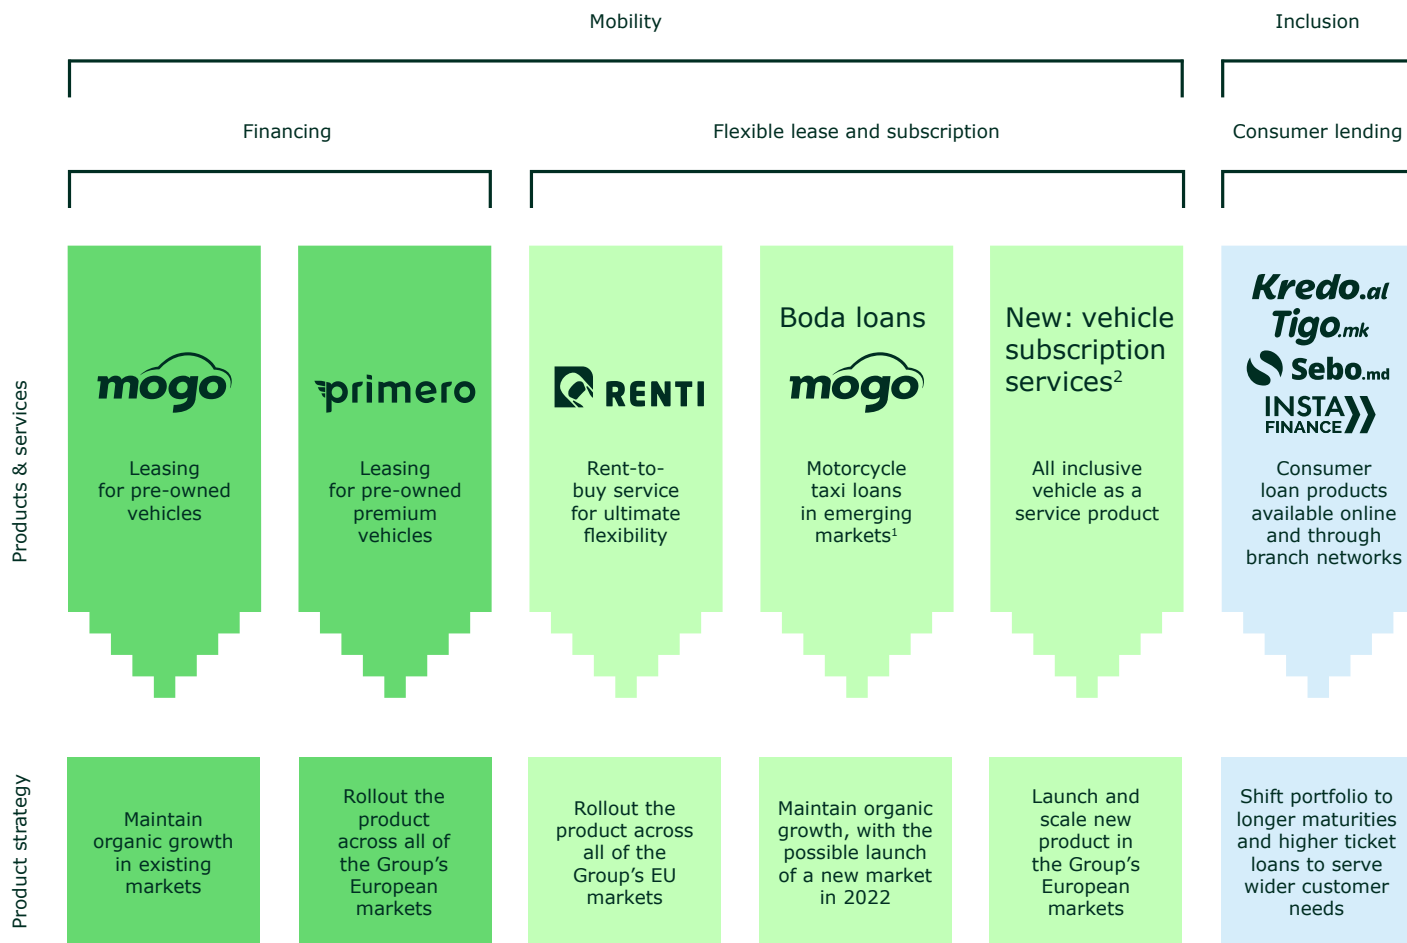 Mobility
Inclusion
Financing
Flexible lease and subscription
Consumer lending
Products & services
mogo
Leasing
for pre-owned
vehicles
primero
Leasing
for pre-owned
premium
vehicles
RENTI
Rent-to-
buy service
for ultimate
flexibility
Boda loans
mogo
Motorcycle
taxi loans
in emerging
markets¹
New: vehicle
subscription
services²
All inclusive
vehicle as a
service product
Kredo.al
Tigo.mk
Sebo.md
INSTA
FINANCE
Consumer
loan products
available online
and through
branch networks
Product strategy
Maintain
organic growth
in existing
markets
Rollout the
product
across all of
the Group’s
European
markets
Rollout the
product across
all of the
Group’s EU
markets
Maintain organic
growth, with the
possible launch
of a new market
in 2022
Launch and
scale new
product in
the Group’s
European
markets
Shift portfolio to
longer maturities
and higher ticket
loans to serve
wider customer
needs